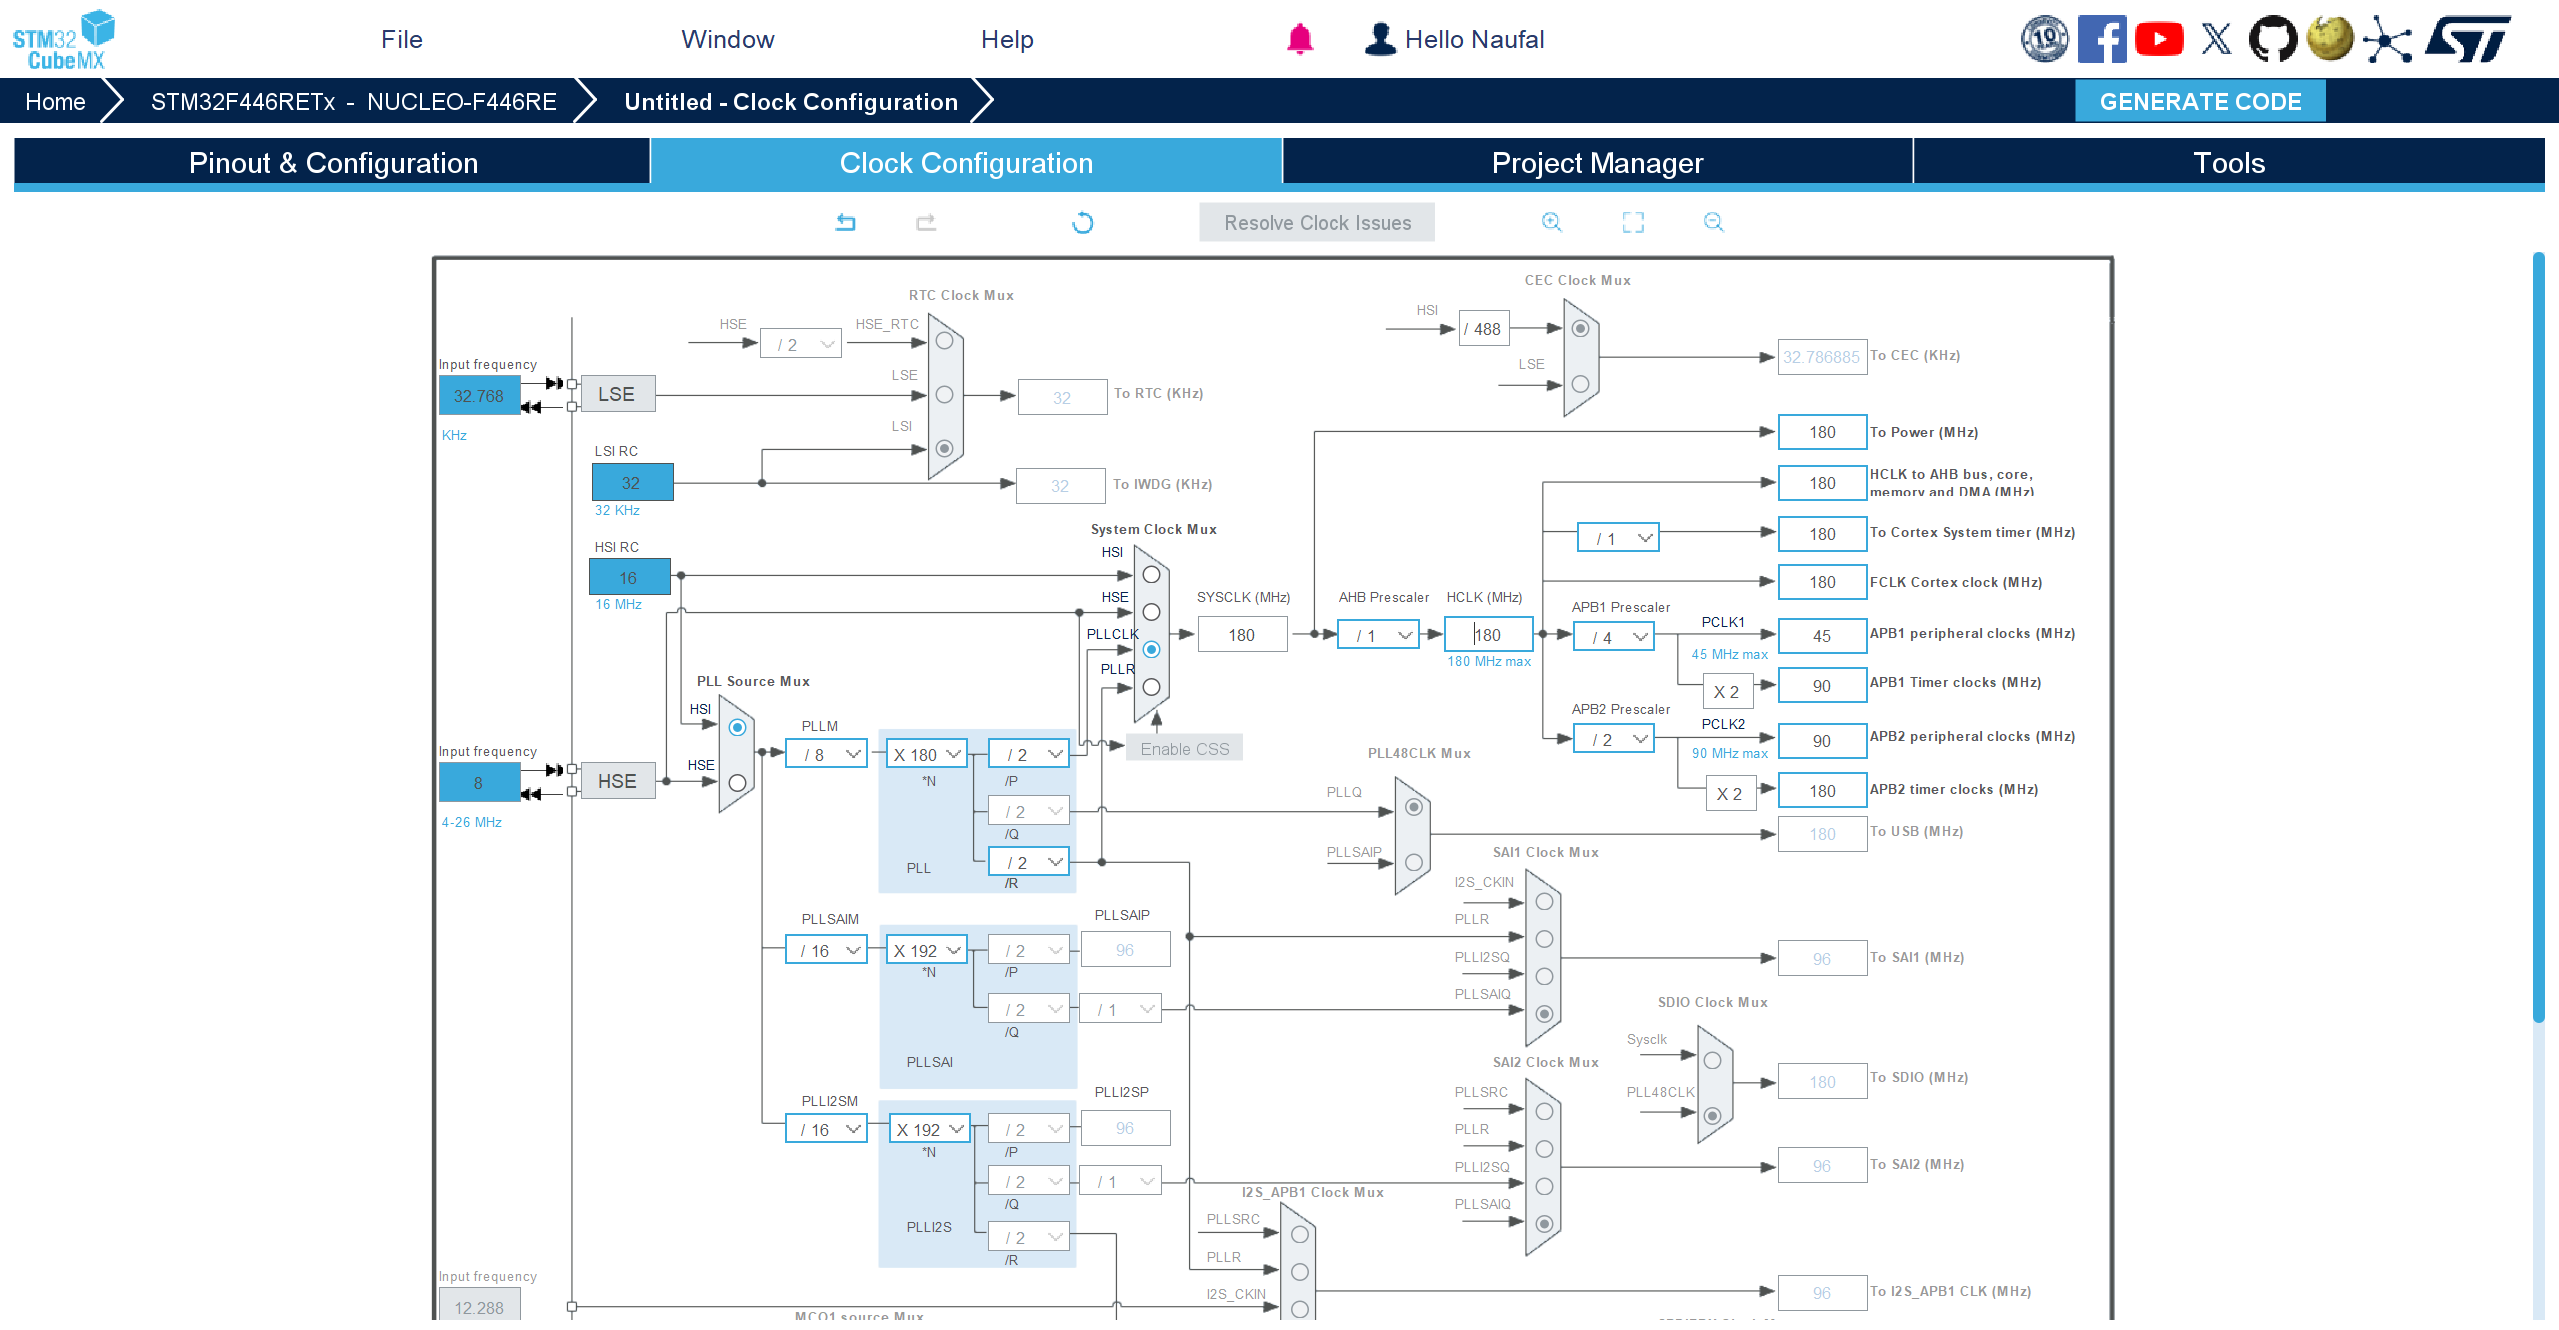 STM32
CubeMX
File
Window
Help
Hello Naufal
10
ST
Home
STM32F446RETx - NUCLEO-F446RE
Untitled - Clock Configuration
GENERATE CODE
Pinout & Configuration
Clock Configuration
Project Manager
Tools
Resolve Clock Issues
RTC Clock Mux
HSE
/ 2
HSE_RTC
Input frequency
32.768
KHz
LSE
LSE
32
To RTC (KHz)
LSI
LSI RC
32
32 KHz
32
To IWDG (KHz)
CEC Clock Mux
HSI
/ 488
LSE
32.786885
To CEC (KHz)
180
To Power (MHz)
180
HCLK to AHB bus, core,
memory and DMA (MHz)
/ 1
180
To Cortex System timer (MHz)
180
FCLK Cortex clock (MHz)
HSI RC
16
16 MHz
System Clock Mux
HSI
HSE
PLLCLK
PLLR
SYSCLK (MHz)
180
AHB Prescaler
/ 1
HCLK (MHz)
180
180 MHz max
APB1 Prescaler
/ 4
PCLK1
45 MHz max
45
APB1 peripheral clocks (MHz)
X 2
90
APB1 Timer clocks (MHz)
APB2 Prescaler
/ 2
PCLK2
90 MHz max
90
APB2 peripheral clocks (MHz)
X 2
180
APB2 timer clocks (MHz)
Enable CSS
PLL Source Mux
HSI
HSE
Input frequency
8
4-26 MHz
HSE
PLLM
/ 8
X 180
*N
/ 2
/P
/ 2
/Q
/ 2
/R
PLL
PLL48CLK Mux
PLLQ
PLLSAIP
180
To USB (MHz)
PLLSAIM
/ 16
X 192
*N
/ 2
/P
PLLSAIP
96
/ 2
/Q
/ 1
PLLSAI
SAI1 Clock Mux
I2S_CKIN
PLLR
PLLI2SQ
PLLSAIQ
96
To SAI1 (MHz)
SDIO Clock Mux
Sysclk
PLL48CLK
180
To SDIO (MHz)
PLLI2SM
/ 16
X 192
*N
/ 2
/P
PLLI2SP
96
/ 2
/Q
/ 1
/ 2
/R
PLLI2S
SAI2 Clock Mux
PLLSRC
PLLR
PLLI2SQ
PLLSAIQ
96
To SAI2 (MHz)
I2S_APB1 Clock Mux
PLLSRC
PLLR
I2S_CKIN
96
To I2S_APB1 CLK (MHz)
Input frequency
12.288
MCO1 source Mux